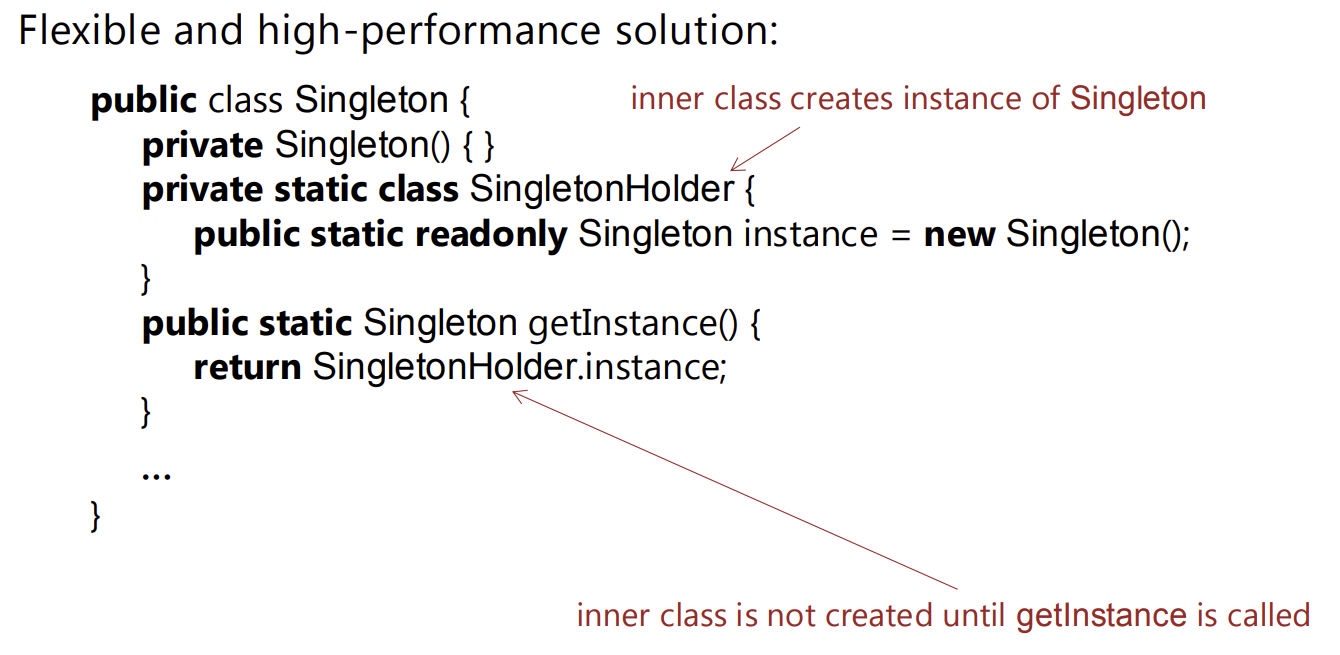 Flexible and high-performance solution:
public class Singleton {
inner class creates instance of Singleton
private Singleton() { }
private static class SingletonHolder {
public static readonly Singleton instance = new Singleton();
}
public static Singleton getInstance() {
return SingletonHolder.instance;
}
...
}
inner class is not created until getInstance is called